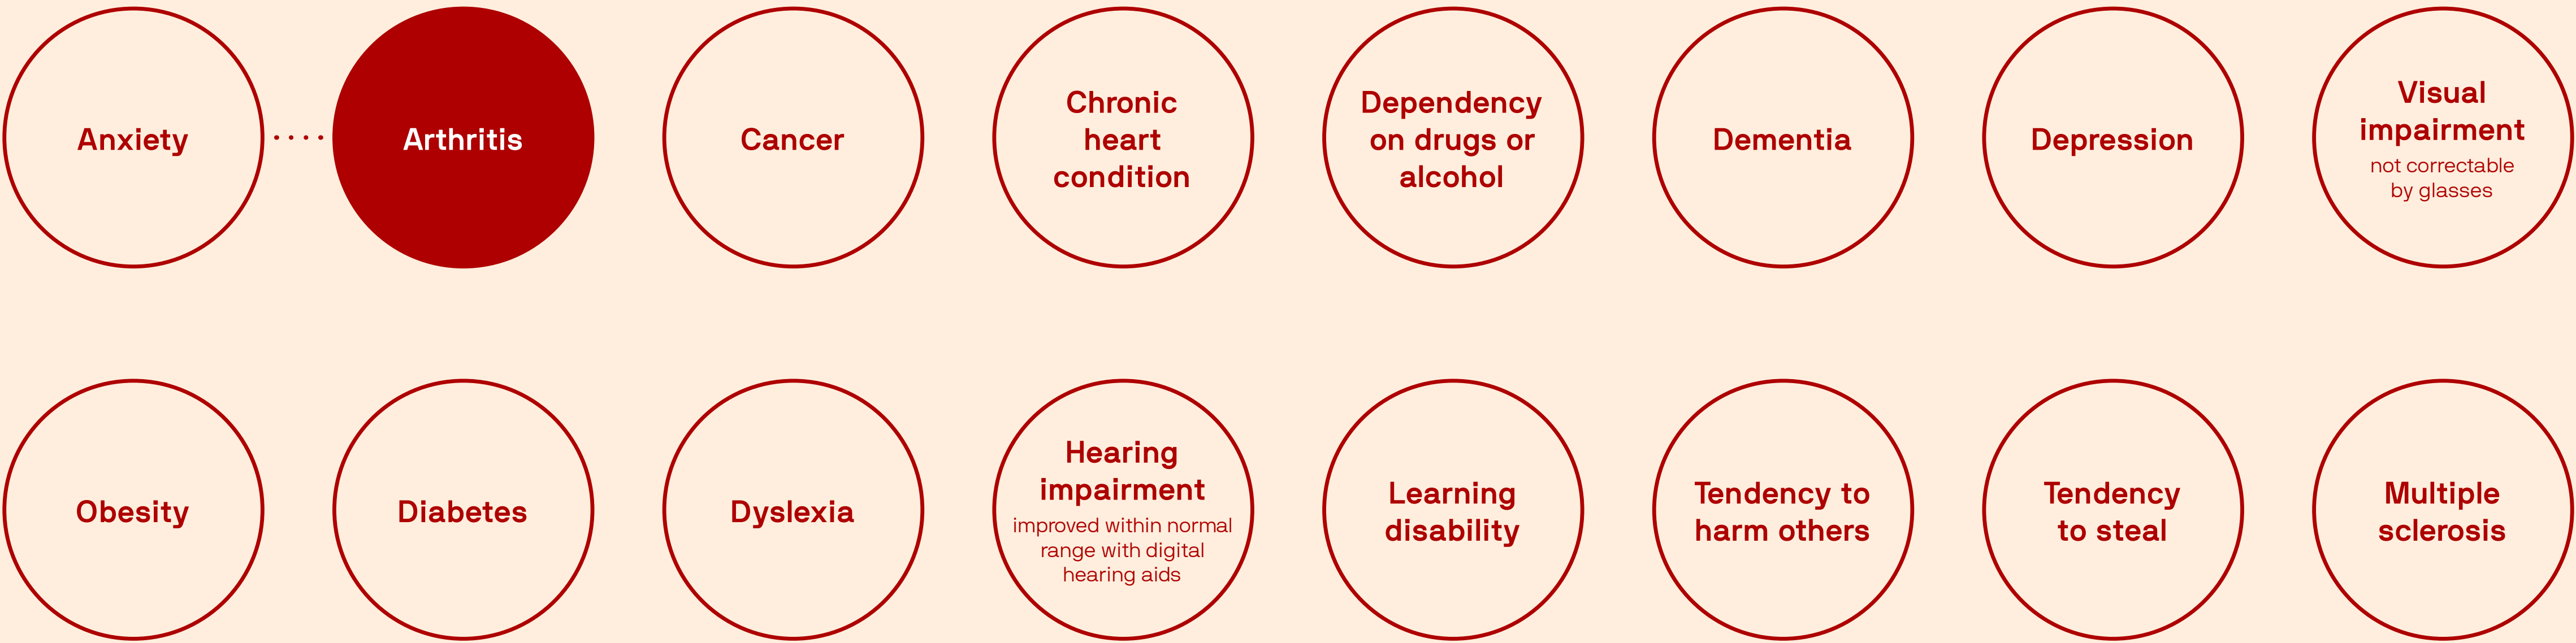 Anxiety
Arthritis
Cancer
Chronic
heart
condition
Dependency
on drugs or
alcohol
Dementia
Depression
Visual
impairment
not correctable
by glasses
Obesity
Diabetes
Dyslexia
Hearing
impairment
improved within normal
range with digital
hearing aids
Learning
disability
Tendency to
harm others
Tendency
to steal
Multiple
sclerosis